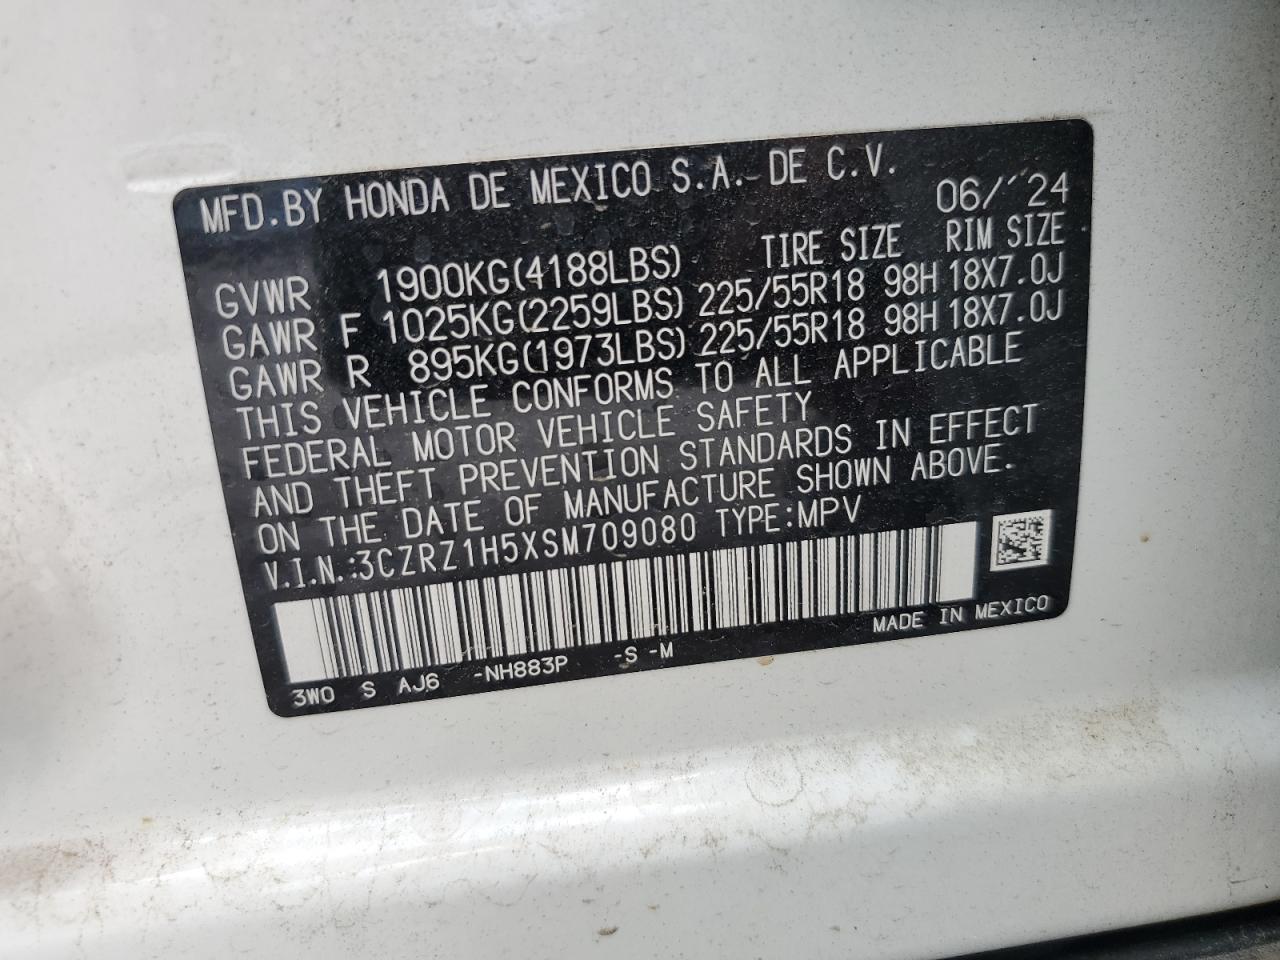 MFD.BY HONDA DE MEXICO S.A. DE C.V. 06/'24
TIRE SIZE RIM SIZE
GVWR 1900KG(4188LBS)
GAWR F 1025KG(2259LBS) 225/55R18 98H 18X7.0J
GAWR R 895KG(1973LBS) 225/55R18 98H 18X7.0J
THIS VEHICLE CONFORMS TO ALL APPLICABLE
FEDERAL MOTOR VEHICLE SAFETY
AND THEFT PREVENTION STANDARDS IN EFFECT
ON THE DATE OF MANUFACTURE SHOWN ABOVE.
V.I.N.:3CZRZ1H5XSM709080 TYPE:MPV
MADE IN MEXICO
3W0 S AJ6 -NH883P -S -M